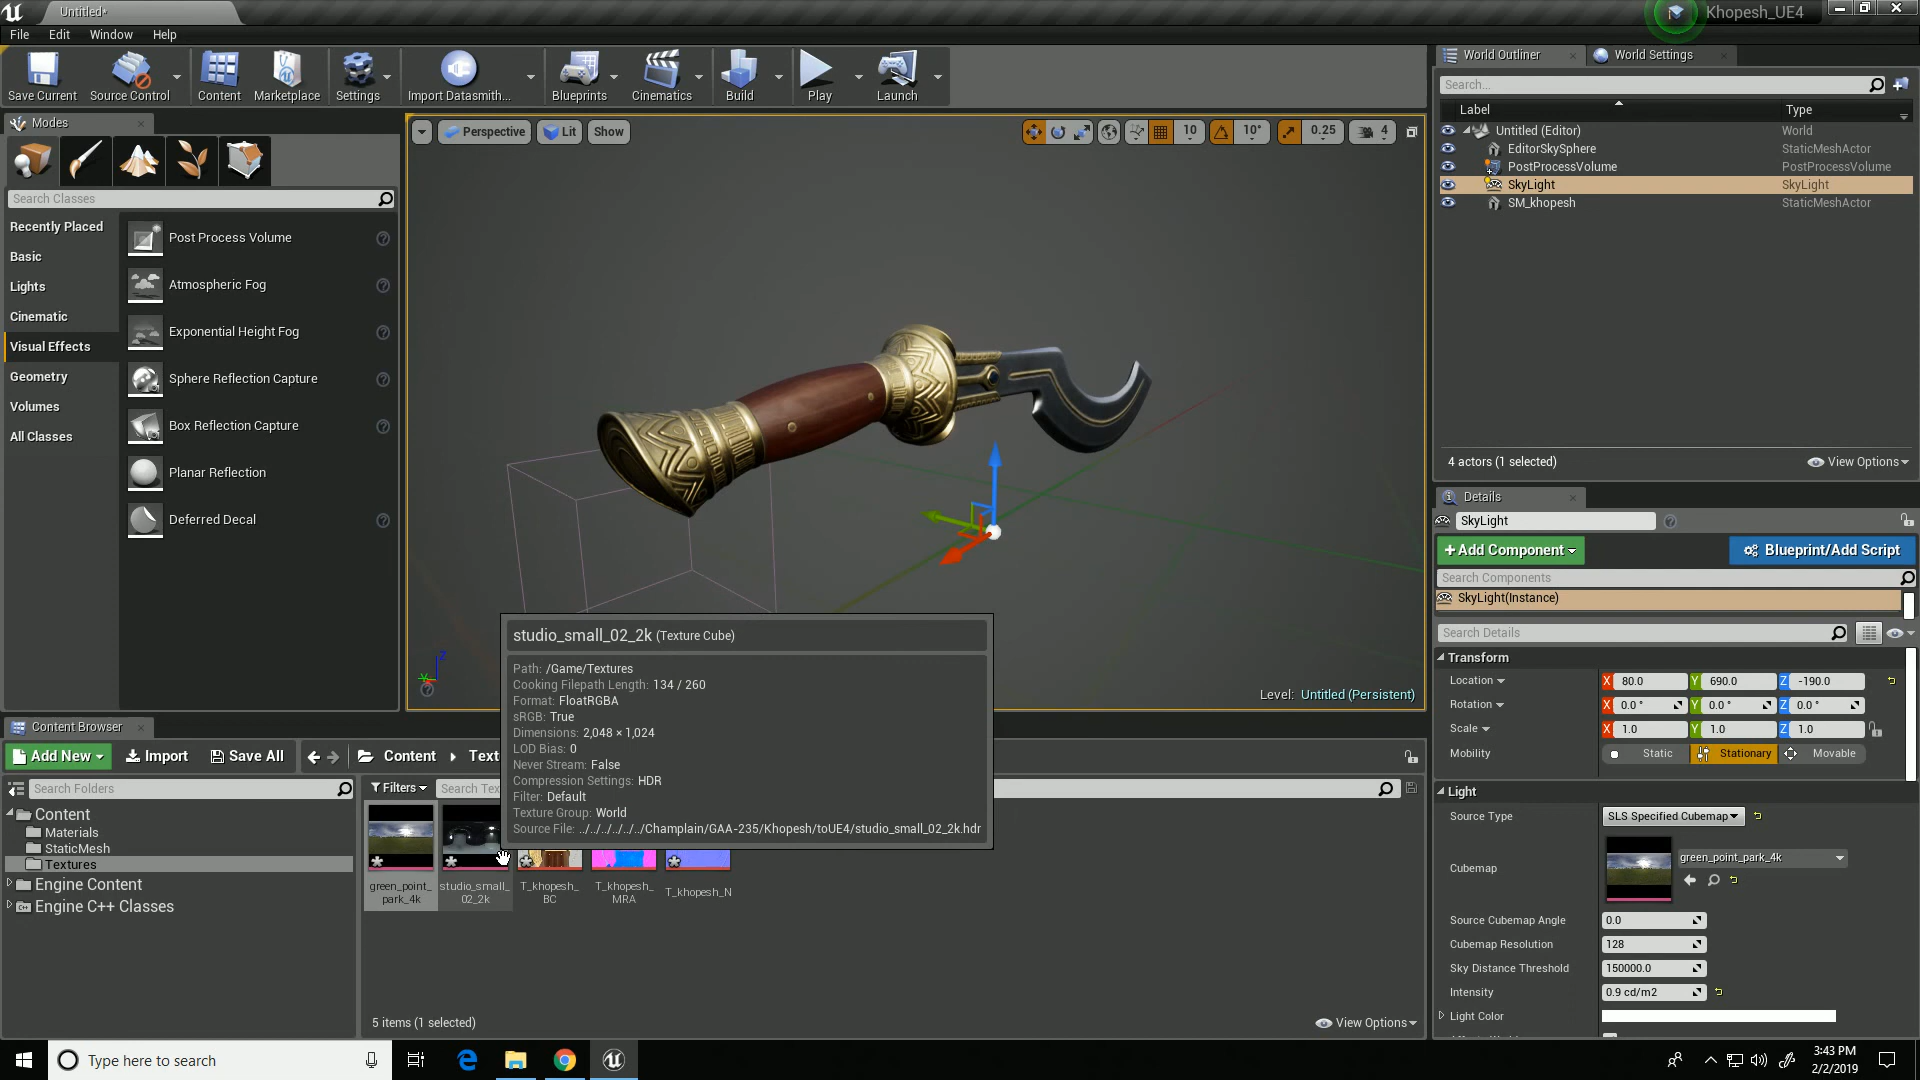 Untitled*
Khopesh_UE4
File Edit Window Help
Save Current
Source Control
Content
Marketplace
Settings
Import Datasmith...
Blueprints
Cinematics
Build
Play
Launch
Modes
Search Classes
Recently Placed
Basic
Lights
Cinematic
Visual Effects
Geometry
Volumes
All Classes
Post Process Volume
Atmospheric Fog
Exponential Height Fog
Sphere Reflection Capture
Box Reflection Capture
Planar Reflection
Deferred Decal
Perspective Lit Show
10 10° 0.25 4
Z
Level: Untitled (Persistent)
studio_small_02_2k (Texture Cube)
Path: /Game/Textures
Cooking Filepath Length: 134 / 260
Format: FloatRGBA
sRGB: True
Dimensions: 2,048 × 1,024
LOD Bias: 0
Never Stream: False
Compression Settings: HDR
Filter: Default
Texture Group: World
Source File: ../../../../../../Champlain/GAA-235/Khopesh/toUE4/studio_small_02_2k.hdr
Content Browser
Add New Import Save All Content Text
Search Folders
Filters Search Tex
Content
Materials
StaticMesh
Textures
Engine Content
Engine C++ Classes
green_point_
park_4k
studio_small_
02_2k
T_khopesh_
BC
T_khopesh_
MRA
T_khopesh_N
5 items (1 selected)
View Options
World Outliner World Settings
Search...
Label Type
Untitled (Editor) World
EditorSkySphere StaticMeshActor
PostProcessVolume PostProcessVolume
SkyLight SkyLight
SM_khopesh StaticMeshActor
4 actors (1 selected) View Options
Details
SkyLight
+Add Component Blueprint/Add Script
Search Components
SkyLight(Instance)
Search Details
Transform
Location X 80.0 Y 690.0 Z -190.0
Rotation X 0.0 ° Y 0.0 ° Z 0.0 °
Scale X 1.0 Y 1.0 Z 1.0
Mobility Static Stationary Movable
Light
Source Type SLS Specified Cubemap
Cubemap green_point_park_4k
Source Cubemap Angle 0.0
Cubemap Resolution 128
Sky Distance Threshold 150000.0
Intensity 0.9 cd/m2
Light Color
Type here to search
3:43 PM
2/2/2019